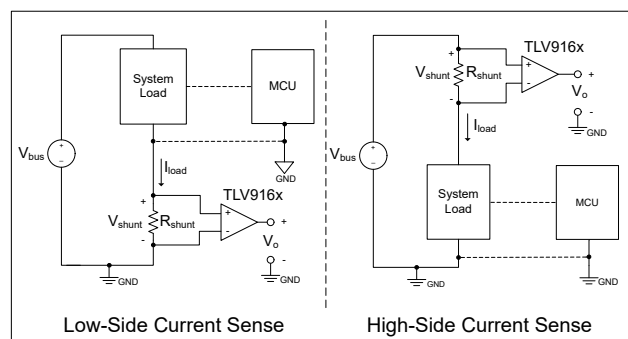 System
Load
MCU
V_bus
I_load
GND
TLV916x
V_shunt
R_shunt
V_o
GND
GND
Low-Side Current Sense
TLV916x
V_shunt
R_shunt
V_o
GND
I_load
V_bus
System
Load
MCU
GND
GND
High-Side Current Sense